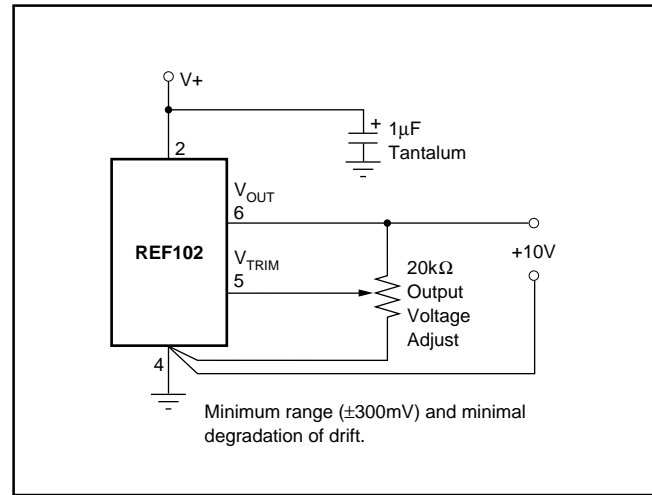 V+
+ 1μF
Tantalum
2
VOUT
6
REF102
VTRIM
5
20kΩ
Output
Voltage
Adjust
+10V
4
Minimum range (±300mV) and minimal
degradation of drift.